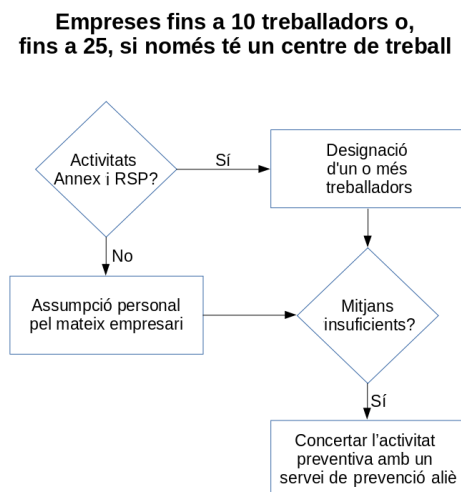 Empreses fins a 10 treballadors o,
fins a 25, si només té un centre de treball
Activitats
Annex i RSP?
Sí
Designació
d'un o més
treballadors
No
Assumpció personal
pel mateix empresari
Mitjans
insuficients?
Sí
Concertar l’activitat
preventiva amb un
servei de prevenció aliè